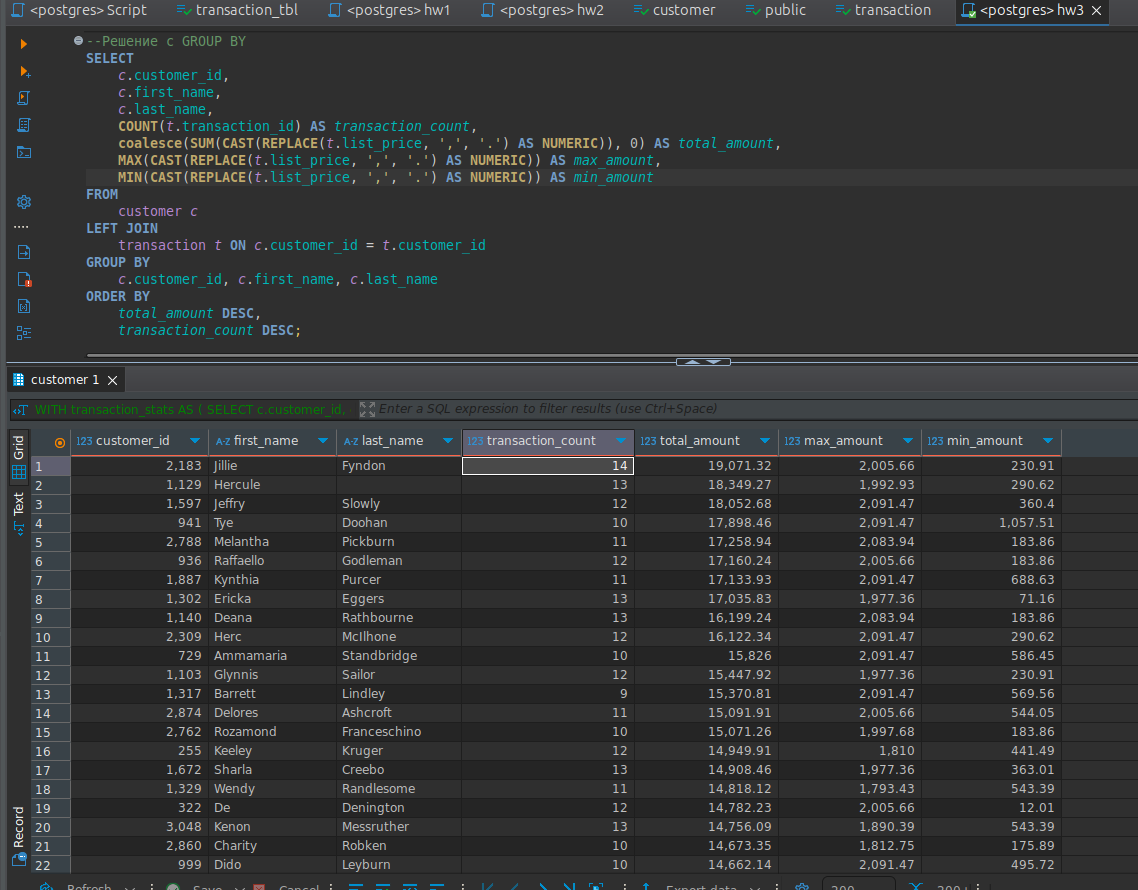 <postgres> Script transaction_tbl <postgres> hw1 <postgres> hw2 customer public transaction <postgres> hw3
--Решение с GROUP BY
SELECT
c.customer_id,
c.first_name,
c.last_name,
COUNT(t.transaction_id) AS transaction_count,
coalesce(SUM(CAST(REPLACE(t.list_price, ',', '.') AS NUMERIC)), 0) AS total_amount,
MAX(CAST(REPLACE(t.list_price, ',', '.') AS NUMERIC)) AS max_amount,
MIN(CAST(REPLACE(t.list_price, ',', '.') AS NUMERIC)) AS min_amount
FROM
customer c
LEFT JOIN
transaction t ON c.customer_id = t.customer_id
GROUP BY
c.customer_id, c.first_name, c.last_name
ORDER BY
total_amount DESC,
transaction_count DESC;
customer 1
WITH transaction_stats AS ( SELECT c.customer_id, Enter a SQL expression to filter results (use Ctrl+Space)
Grid
Text
Record
123 customer_id A-Z first_name A-Z last_name 123 transaction_count 123 total_amount 123 max_amount 123 min_amount
1 2,183 Jillie Fyndon 14 19,071.32 2,005.66 230.91
2 1,129 Hercule 13 18,349.27 1,992.93 290.62
3 1,597 Jeffry Slowly 12 18,052.68 2,091.47 360.4
4 941 Tye Doohan 10 17,898.46 2,091.47 1,057.51
5 2,788 Melantha Pickburn 11 17,258.94 2,083.94 183.86
6 936 Raffaello Godleman 12 17,160.24 2,005.66 183.86
7 1,887 Kynthia Purcer 11 17,133.93 2,091.47 688.63
8 1,302 Ericka Eggers 13 17,035.83 1,977.36 71.16
9 1,140 Deana Rathbourne 13 16,199.24 2,083.94 183.86
10 2,309 Herc McIlhone 12 16,122.34 2,091.47 290.62
11 729 Ammamaria Standbridge 10 15,826 2,091.47 586.45
12 1,103 Glynnis Sailor 12 15,447.92 1,977.36 230.91
13 1,317 Barrett Lindley 9 15,370.81 2,091.47 569.56
14 2,874 Delores Ashcroft 11 15,091.91 2,005.66 544.05
15 2,762 Rozamond Franceschino 10 15,071.26 1,997.68 183.86
16 255 Keeley Kruger 12 14,949.91 1,810 441.49
17 1,672 Sharla Creebo 13 14,908.46 1,977.36 363.01
18 1,329 Wendy Randlesome 11 14,818.12 1,793.43 543.39
19 322 De Denington 12 14,782.23 2,005.66 12.01
20 3,048 Kenon Messruther 13 14,756.09 1,890.39 543.39
21 2,860 Charity Robken 10 14,673.35 1,812.75 175.89
22 999 Dido Leyburn 10 14,662.14 2,091.47 495.72
Refresh Save Cancel Export data 200 200+